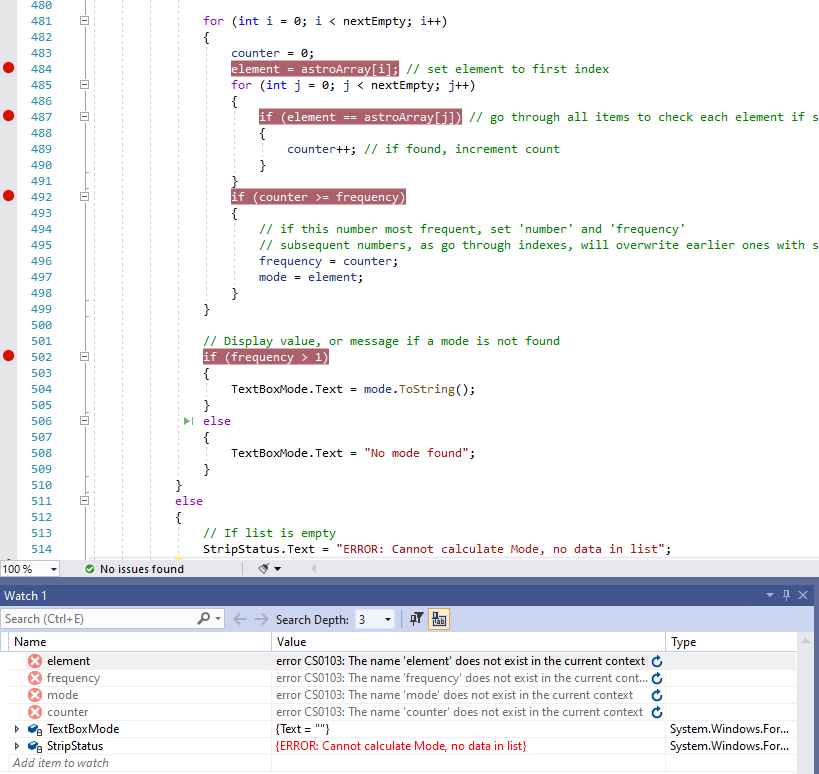 480
481 for (int i = 0; i < nextEmpty; i++)
482 {
483 counter = 0;
484 element = astroArray[i]; // set element to first index
485 for (int j = 0; j < nextEmpty; j++)
486 {
487 if (element == astroArray[j]) // go through all items to check each element if s
488 {
489 counter++; // if found, increment count
490 }
491 }
492 if (counter >= frequency)
493 {
494 // if this number most frequent, set 'number' and 'frequency'
495 // subsequent numbers, as go through indexes, will overwrite earlier ones with s
496 frequency = counter;
497 mode = element;
498 }
499 }
500
501 // Display value, or message if a mode is not found
502 if (frequency > 1)
503 {
504 TextBoxMode.Text = mode.ToString();
505 }
506 else
507 {
508 TextBoxMode.Text = "No mode found";
509 }
510 }
511 else
512 {
513 // If list is empty
514 StripStatus.Text = "ERROR: Cannot calculate Mode, no data in list";
100 % No issues found
Watch 1
Search (Ctrl+E) Search Depth: 3
Name Value Type
element error CS0103: The name 'element' does not exist in the current context
frequency error CS0103: The name 'frequency' does not exist in the current cont...
mode error CS0103: The name 'mode' does not exist in the current context
counter error CS0103: The name 'counter' does not exist in the current context
TextBoxMode {Text = ""} System.Windows.For...
StripStatus {ERROR: Cannot calculate Mode, no data in list} System.Windows.For...
Add item to watch